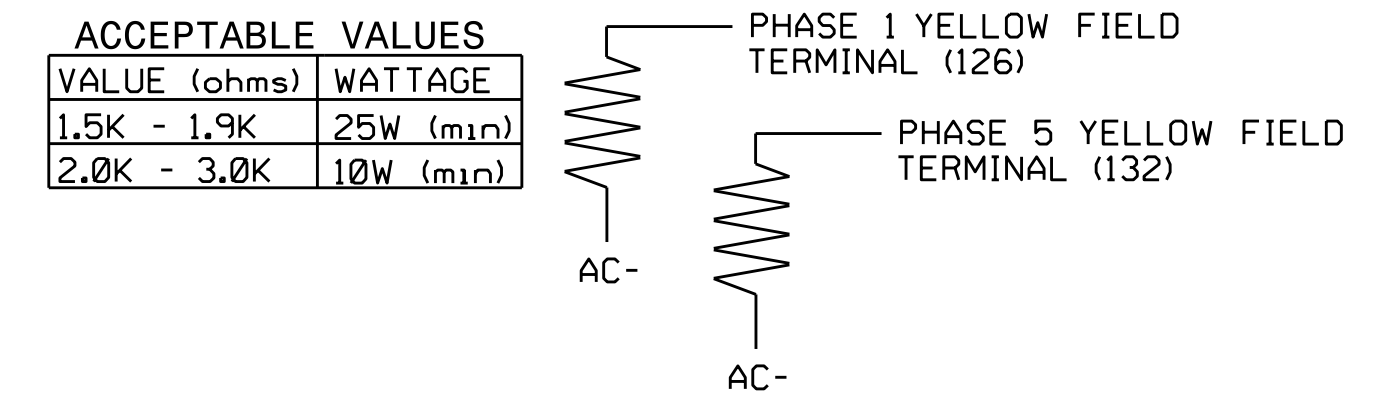 ACCEPTABLE VALUES
VALUE (ohms) WATTAGE
1.5K - 1.9K 25W (min)
2.0K - 3.0K 10W (min)
PHASE 1 YELLOW FIELD
TERMINAL (126)
AC-
PHASE 5 YELLOW FIELD
TERMINAL (132)
AC-